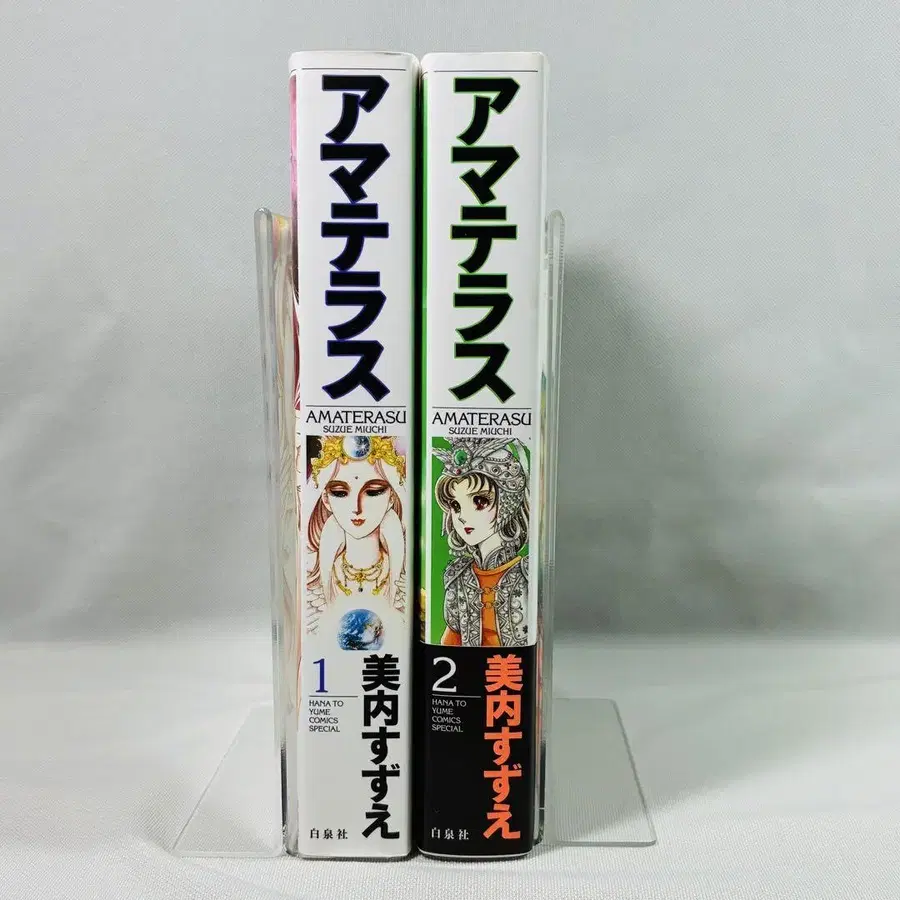 アマテラス
AMATERASU
SUZUE MIUCHI
1
HANA TO
YUME
COMICS
SPECIAL
美内すずえ
白泉社
アマテラス
AMATERASU
SUZUE MIUCHI
2
HANA TO
YUME
COMICS
SPECIAL
美内すずえ
白泉社